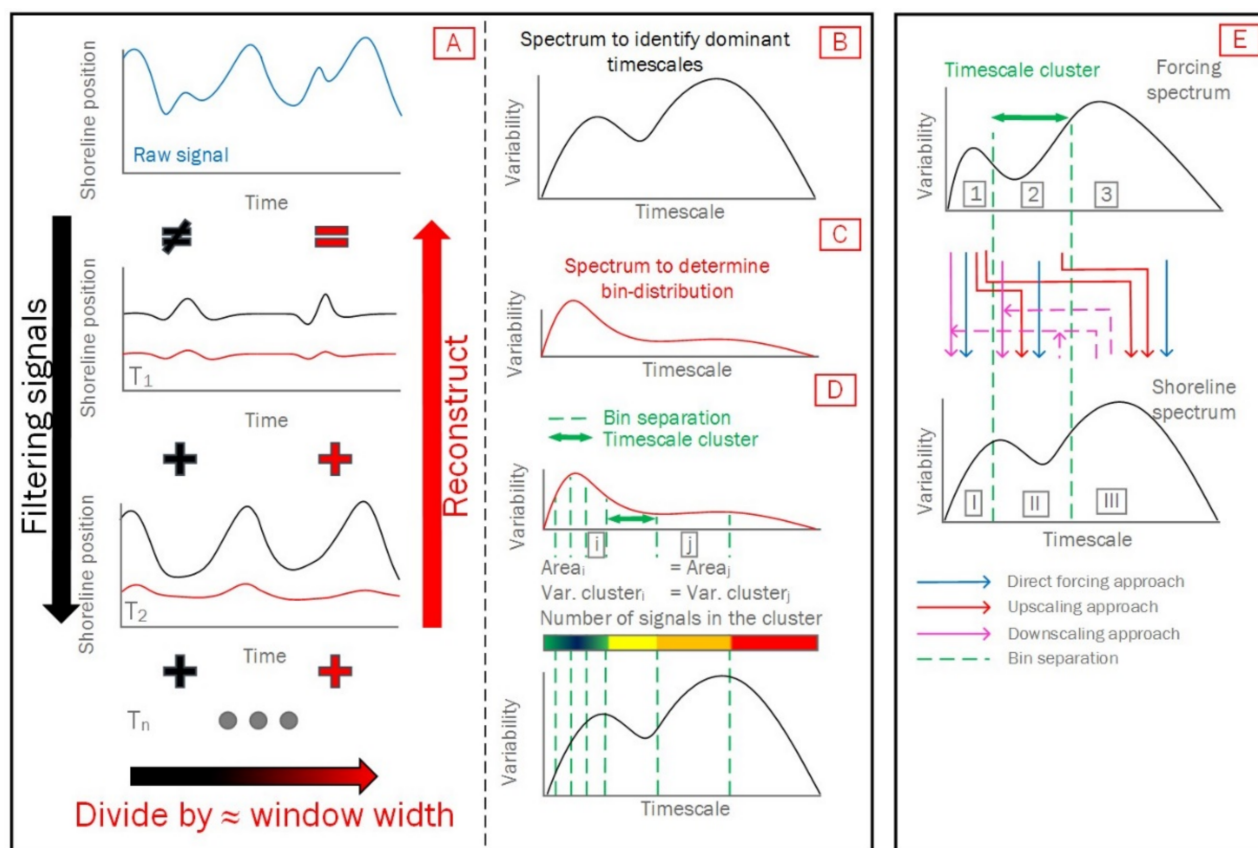 A
Shoreline position
Raw signal
Time
≠
=
Filtering signals
Reconstruct
Shoreline position
T1
Time
+
+
Shoreline position
T2
Time
+
+
Tn
Divide by ≈ window width
B
Spectrum to identify dominant
timescales
Variability
Timescale
C
Spectrum to determine
bin-distribution
Variability
Timescale
D
Bin separation
Timescale cluster
Variability
i
j
Areai = Areaj
Var. clusteri = Var. clusterj
Number of signals in the cluster
Variability
Timescale
E
Timescale cluster
Forcing
spectrum
Variability
1
2
3
Shoreline
spectrum
Variability
I
II
III
Timescale
Direct forcing approach
Upscaling approach
Downscaling approach
Bin separation